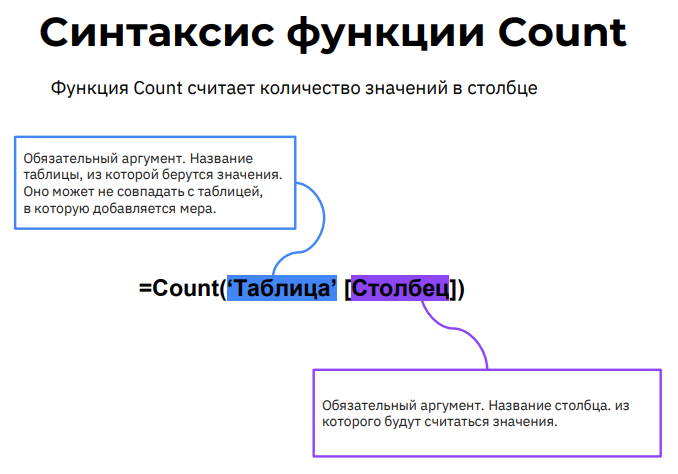 Синтаксис функции Count
Функция Count считает количество значений в столбце
Обязательный аргумент. Название
таблицы, из которой берутся значения.
Оно может не совпадать с таблицей,
в которую добавляется мера.
=Count(‘Таблица’ [Столбец])
Обязательный аргумент. Название столбца. из
которого будут считаться значения.